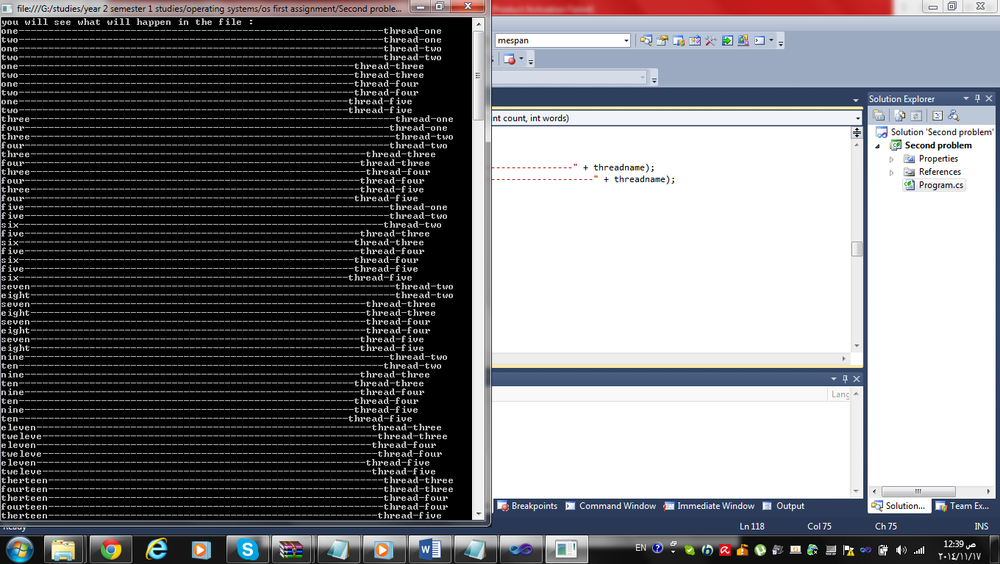 file:///G:/studies/year 2 semester 1 studies/operating systems/os first assignment/Second proble...
you will see what will happen in the file :
one--------------------------------------------------------------thread-one
two--------------------------------------------------------------thread-one
one--------------------------------------------------------------thread-two
two--------------------------------------------------------------thread-two
one---------------------------------------------------------thread-three
two---------------------------------------------------------thread-three
one---------------------------------------------------------thread-four
two---------------------------------------------------------thread-four
one--------------------------------------------------------thread-five
two--------------------------------------------------------thread-five
three--------------------------------------------------------------thread-one
four--------------------------------------------------------------thread-one
three--------------------------------------------------------------thread-two
four--------------------------------------------------------------thread-two
three---------------------------------------------------------thread-three
four---------------------------------------------------------thread-three
three---------------------------------------------------------thread-four
four---------------------------------------------------------thread-four
three--------------------------------------------------------thread-five
four--------------------------------------------------------thread-five
five--------------------------------------------------------------thread-one
five--------------------------------------------------------------thread-two
six--------------------------------------------------------------thread-two
five---------------------------------------------------------thread-three
six---------------------------------------------------------thread-three
five---------------------------------------------------------thread-four
six---------------------------------------------------------thread-four
five--------------------------------------------------------thread-five
six--------------------------------------------------------thread-five
seven--------------------------------------------------------------thread-two
eight--------------------------------------------------------------thread-two
seven---------------------------------------------------------thread-three
eight---------------------------------------------------------thread-three
seven---------------------------------------------------------thread-four
eight---------------------------------------------------------thread-four
seven--------------------------------------------------------thread-five
eight--------------------------------------------------------thread-five
nine--------------------------------------------------------------thread-two
ten--------------------------------------------------------------thread-two
nine---------------------------------------------------------thread-three
ten---------------------------------------------------------thread-three
nine---------------------------------------------------------thread-four
ten---------------------------------------------------------thread-four
nine--------------------------------------------------------thread-five
ten--------------------------------------------------------thread-five
eleven---------------------------------------------------------thread-three
tweleve---------------------------------------------------------thread-three
eleven---------------------------------------------------------thread-four
tweleve---------------------------------------------------------thread-four
eleven--------------------------------------------------------thread-five
tweleve--------------------------------------------------------thread-five
therteen---------------------------------------------------------thread-three
fourteen---------------------------------------------------------thread-three
therteen---------------------------------------------------------thread-four
fourteen---------------------------------------------------------thread-four
therteen--------------------------------------------------------thread-five
mespan
nt count, int words)
-----------------" + threadname);
---------------------" + threadname);
Lang
Breakpoints Command Window Immediate Window Output
Solution Explorer
Solution 'Second problem'
Second problem
Properties
References
Program.cs
Solution... Team Ex...
Ready Ln 118 Col 75 Ch 75 INS
EN
12:39 ص
٢٠١٤/١١/١٧